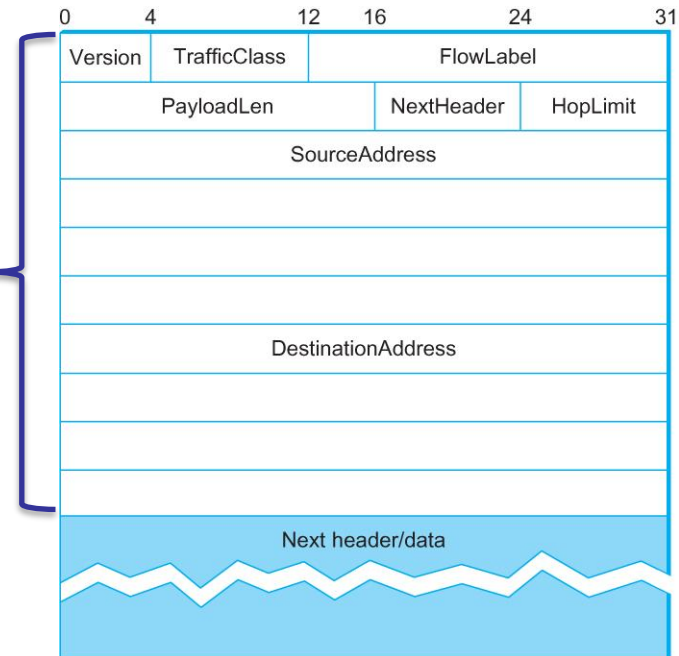 0 4 12 16 24 31
Version TrafficClass FlowLabel
PayloadLen NextHeader HopLimit
SourceAddress
DestinationAddress
Next header/data